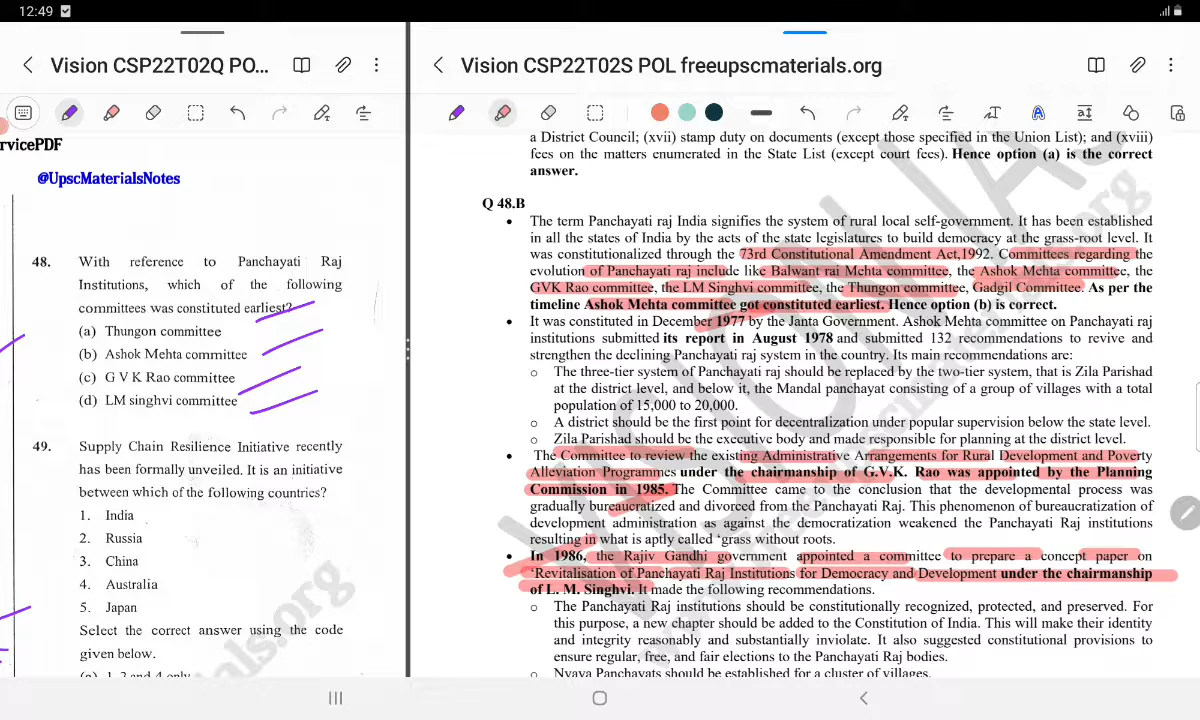 12:49
Vision CSP22T02Q PO...
rvicePDF
@UpscMaterialsNotes
48. With reference to Panchayati Raj
Institutions, which of the following
committees was constituted earliest?
(a) Thungon committee
(b) Ashok Mehta committee
(c) G V K Rao committee
(d) LM singhvi committee
49. Supply Chain Resilience Initiative recently
has been formally unveiled. It is an initiative
between which of the following countries?
1. India
2. Russia
3. China
4. Australia
5. Japan
Select the correct answer using the code
given below.
(a) 1, 2 and 4 only
Vision CSP22T02S POL freeupscmaterials.org
a District Council; (xvii) stamp duty on documents (except those specified in the Union List); and (xviii)
fees on the matters enumerated in the State List (except court fees). Hence option (a) is the correct
answer.
Q 48.B
• The term Panchayati raj India signifies the system of rural local self-government. It has been established
in all the states of India by the acts of the state legislatures to build democracy at the grass-root level. It
was constitutionalized through the 73rd Constitutional Amendment Act,1992. Committees regarding the
evolution of Panchayati raj include like Balwant rai Mehta committee, the Ashok Mehta committee, the
GVK Rao committee, the LM Singhvi committee, the Thungon committee, Gadgil Committee. As per the
timeline Ashok Mehta committee got constituted earliest. Hence option (b) is correct.
• It was constituted in December 1977 by the Janta Government. Ashok Mehta committee on Panchayati raj
institutions submitted its report in August 1978 and submitted 132 recommendations to revive and
strengthen the declining Panchayati raj system in the country. Its main recommendations are:
o The three-tier system of Panchayati raj should be replaced by the two-tier system, that is Zila Parishad
at the district level, and below it, the Mandal panchayat consisting of a group of villages with a total
population of 15,000 to 20,000.
o A district should be the first point for decentralization under popular supervision below the state level.
o Zila Parishad should be the executive body and made responsible for planning at the district level.
• The Committee to review the existing Administrative Arrangements for Rural Development and Poverty
Alleviation Programmes under the chairmanship of G.V.K. Rao was appointed by the Planning
Commission in 1985. The Committee came to the conclusion that the developmental process was
gradually bureaucratized and divorced from the Panchayati Raj. This phenomenon of bureaucratization of
development administration as against the democratization weakened the Panchayati Raj institutions
resulting in what is aptly called 'grass without roots.
• In 1986, the Rajiv Gandhi government appointed a committee to prepare a concept paper on
'Revitalisation of Panchayati Raj Institutions for Democracy and Development under the chairmanship
of L. M. Singhvi. It made the following recommendations.
o The Panchayati Raj institutions should be constitutionally recognized, protected, and preserved. For
this purpose, a new chapter should be added to the Constitution of India. This will make their identity
and integrity reasonably and substantially inviolate. It also suggested constitutional provisions to
ensure regular, free, and fair elections to the Panchayati Raj bodies.
o Nyaya Panchayats should be established for a cluster of villages.